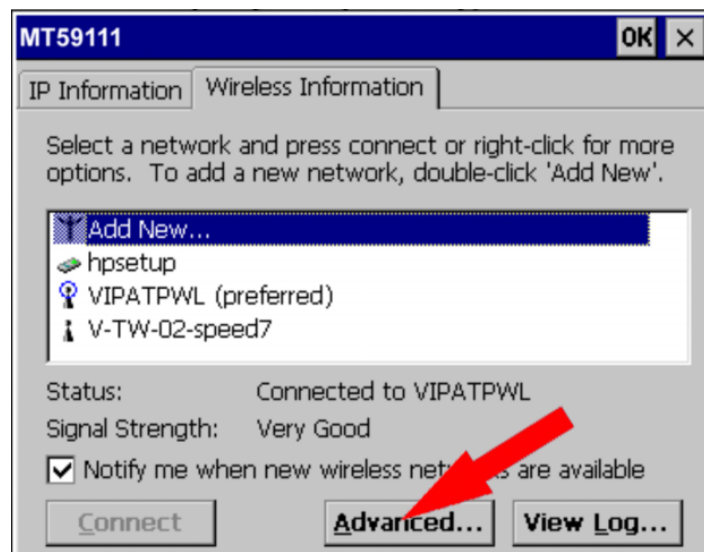 MT59111 OK ×
IP Information Wireless Information
Select a network and press connect or right-click for more
options. To add a new network, double-click 'Add New'.
Add New...
hpsetup
VIPATPWL (preferred)
V-TW-02-speed7
Status: Connected to VIPATPWL
Signal Strength: Very Good
Notify me when new wireless networks are available
Connect Advanced... View Log...